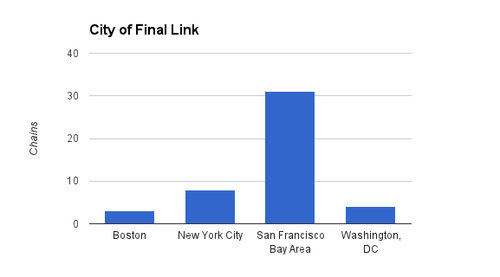 City of Final Link
40
30
20
10
0
Chains
Boston
New York City
San Francisco
Bay Area
Washington,
DC